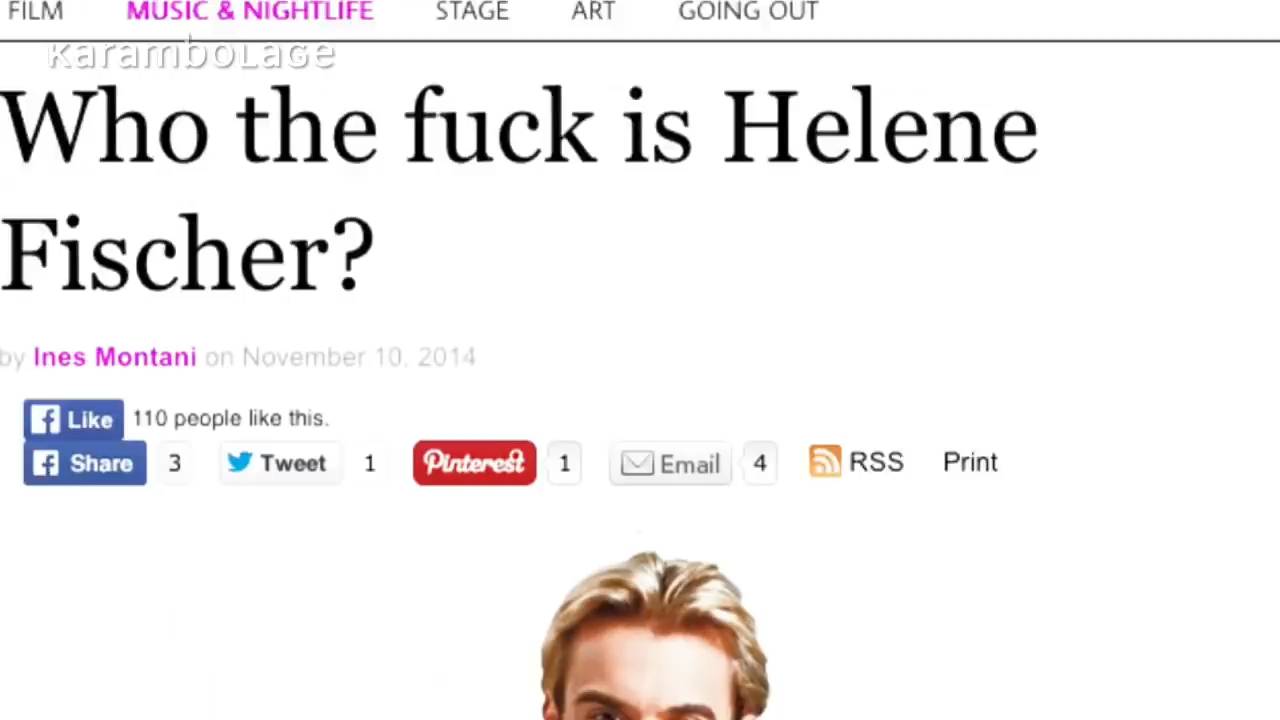 FILM MUSIC & NIGHTLIFE STAGE ART GOING OUT
karambolage
Who the fuck is Helene
Fischer?
by Ines Montani on November 10, 2014
Like 110 people like this.
Share 3 Tweet 1 Pinterest 1 Email 4 RSS Print